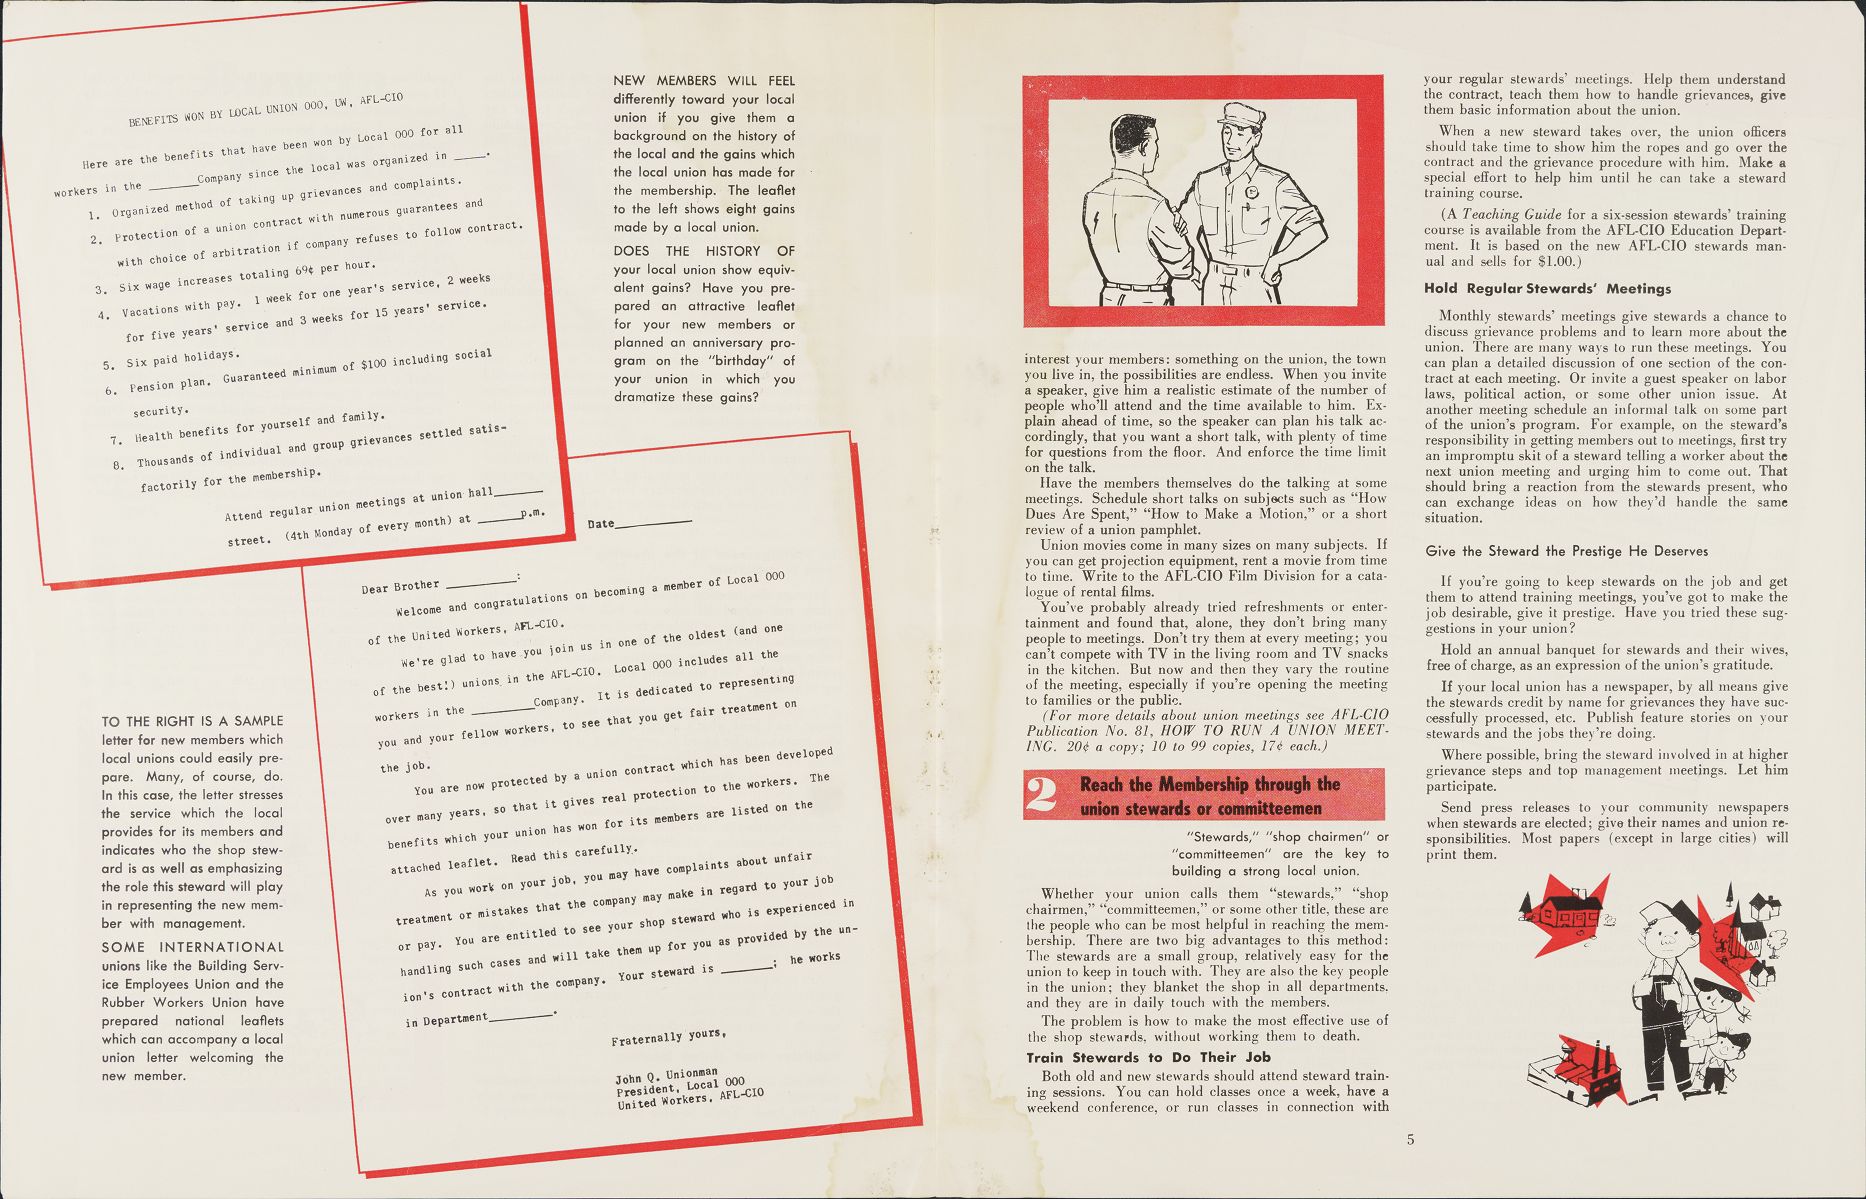 BENEFITS WON BY LOCAL UNION OOO, UW, AFL-CIO
Here are the benefits that have been won by Local OOO for all
workers in the _______Company since the local was organized in _____.
1. Organized method of taking up grievances and complaints.
2. Protection of a union contract with numerous guarantees and
with choice of arbitration if company refuses to follow contract.
3. Six wage increases totaling 69¢ per hour.
4. Vacations with pay. 1 week for one year's service, 2 weeks
for five years' service and 3 weeks for 15 years' service.
5. Six paid holidays.
6. Pension plan. Guaranteed minimum of $100 including social
security.
7. Health benefits for yourself and family.
8. Thousands of individual and group grievances settled satis-
factorily for the membership.
Attend regular union meetings at union hall_______
street. (4th Monday of every month) at ______p.m.
NEW MEMBERS WILL FEEL
differently toward your local
union if you give them a
background on the history of
the local and the gains which
the local union has made for
the membership. The leaflet
to the left shows eight gains
made by a local union.
DOES THE HISTORY OF
your local union show equiv-
alent gains? Have you pre-
pared an attractive leaflet
for your new members or
planned an anniversary pro-
gram on the "birthday" of
your union in which you
dramatize these gains?
TO THE RIGHT IS A SAMPLE
letter for new members which
local unions could easily pre-
pare. Many, of course, do.
In this case, the letter stresses
the service which the local
provides for its members and
indicates who the shop stew-
ard is as well as emphasizing
the role this steward will play
in representing the new mem-
ber with management.
SOME INTERNATIONAL
unions like the Building Serv-
ice Employees Union and the
Rubber Workers Union have
prepared national leaflets
which can accompany a local
union letter welcoming the
new member.
Date___________
Dear Brother __________:
Welcome and congratulations on becoming a member of Local OOO
of the United Workers, AFL-CIO.
We're glad to have you join us in one of the oldest (and one
of the best!) unions in the AFL-CIO. Local OOO includes all the
workers in the _________Company. It is dedicated to representing
you and your fellow workers, to see that you get fair treatment on
the job.
You are now protected by a union contract which has been developed
over many years, so that it gives real protection to the workers. The
benefits which your union has won for its members are listed on the
attached leaflet. Read this carefully.
As you work on your job, you may have complaints about unfair
treatment or mistakes that the company may make in regard to your job
or pay. You are entitled to see your shop steward who is experienced in
handling such cases and will take them up for you as provided by the un-
ion's contract with the company. Your steward is _______; he works
in Department_________.
Fraternally yours,
John Q. Unionman
President, Local OOO
United Workers, AFL-CIO
interest your members: something on the union, the town
you live in, the possibilities are endless. When you invite
a speaker, give him a realistic estimate of the number of
people who'll attend and the time available to him. Ex-
plain ahead of time, so the speaker can plan his talk ac-
cordingly, that you want a short talk, with plenty of time
for questions from the floor. And enforce the time limit
on the talk.
Have the members themselves do the talking at some
meetings. Schedule short talks on subjects such as "How
Dues Are Spent," "How to Make a Motion," or a short
review of a union pamphlet.
Union movies come in many sizes on many subjects. If
you can get projection equipment, rent a movie from time
to time. Write to the AFL-CIO Film Division for a cata-
logue of rental films.
You've probably already tried refreshments or enter-
tainment and found that, alone, they don't bring many
people to meetings. Don't try them at every meeting; you
can't compete with TV in the living room and TV snacks
in the kitchen. But now and then they vary the routine
of the meeting, especially if you're opening the meeting
to families or the public.
(For more details about union meetings see AFL-CIO
Publication No. 81, HOW TO RUN A UNION MEET-
ING. 20¢ a copy; 10 to 99 copies, 17¢ each.)
2 Reach the Membership through the
union stewards or committeemen
"Stewards," "shop chairmen" or
"committeemen" are the key to
building a strong local union.
Whether your union calls them "stewards," "shop
chairmen," "committeemen," or some other title, these are
the people who can be most helpful in reaching the mem-
bership. There are two big advantages to this method:
The stewards are a small group, relatively easy for the
union to keep in touch with. They are also the key people
in the union; they blanket the shop in all departments,
and they are in daily touch with the members.
The problem is how to make the most effective use of
the shop stewards, without working them to death.
Train Stewards to Do Their Job
Both old and new stewards should attend steward train-
ing sessions. You can hold classes once a week, have a
weekend conference, or run classes in connection with
your regular stewards' meetings. Help them understand
the contract, teach them how to handle grievances, give
them basic information about the union.
When a new steward takes over, the union officers
should take time to show him the ropes and go over the
contract and the grievance procedure with him. Make a
special effort to help him until he can take a steward
training course.
(A Teaching Guide for a six-session stewards' training
course is available from the AFL-CIO Education Depart-
ment. It is based on the new AFL-CIO stewards man-
ual and sells for $1.00.)
Hold Regular Stewards' Meetings
Monthly stewards' meetings give stewards a chance to
discuss grievance problems and to learn more about the
union. There are many ways to run these meetings. You
can plan a detailed discussion of one section of the con-
tract at each meeting. Or invite a guest speaker on labor
laws, political action, or some other union issue. At
another meeting schedule an informal talk on some part
of the union's program. For example, on the steward's
responsibility in getting members out to meetings, first try
an impromptu skit of a steward telling a worker about the
next union meeting and urging him to come out. That
should bring a reaction from the stewards present, who
can exchange ideas on how they'd handle the same
situation.
Give the Steward the Prestige He Deserves
If you're going to keep stewards on the job and get
them to attend training meetings, you've got to make the
job desirable, give it prestige. Have you tried these sug-
gestions in your union?
Hold an annual banquet for stewards and their wives,
free of charge, as an expression of the union's gratitude.
If your local union has a newspaper, by all means give
the stewards credit by name for grievances they have suc-
cessfully processed, etc. Publish feature stories on your
stewards and the jobs they're doing.
Where possible, bring the steward involved in at higher
grievance steps and top management meetings. Let him
participate.
Send press releases to your community newspapers
when stewards are elected; give their names and union re-
sponsibilities. Most papers (except in large cities) will
print them.
5